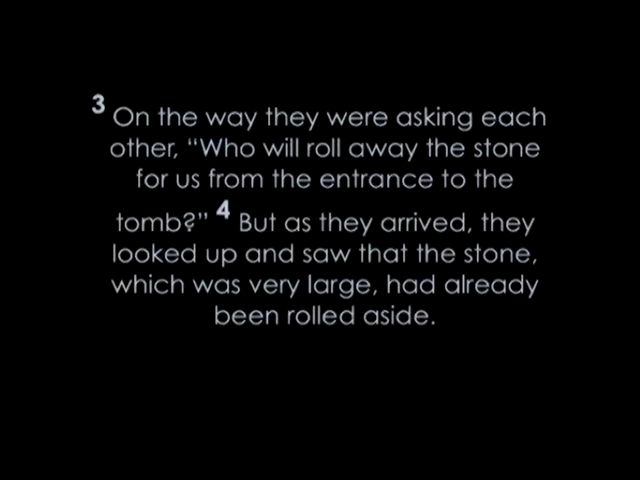 3 On the way they were asking each
other, “Who will roll away the stone
for us from the entrance to the
tomb?” 4 But as they arrived, they
looked up and saw that the stone,
which was very large, had already
been rolled aside.